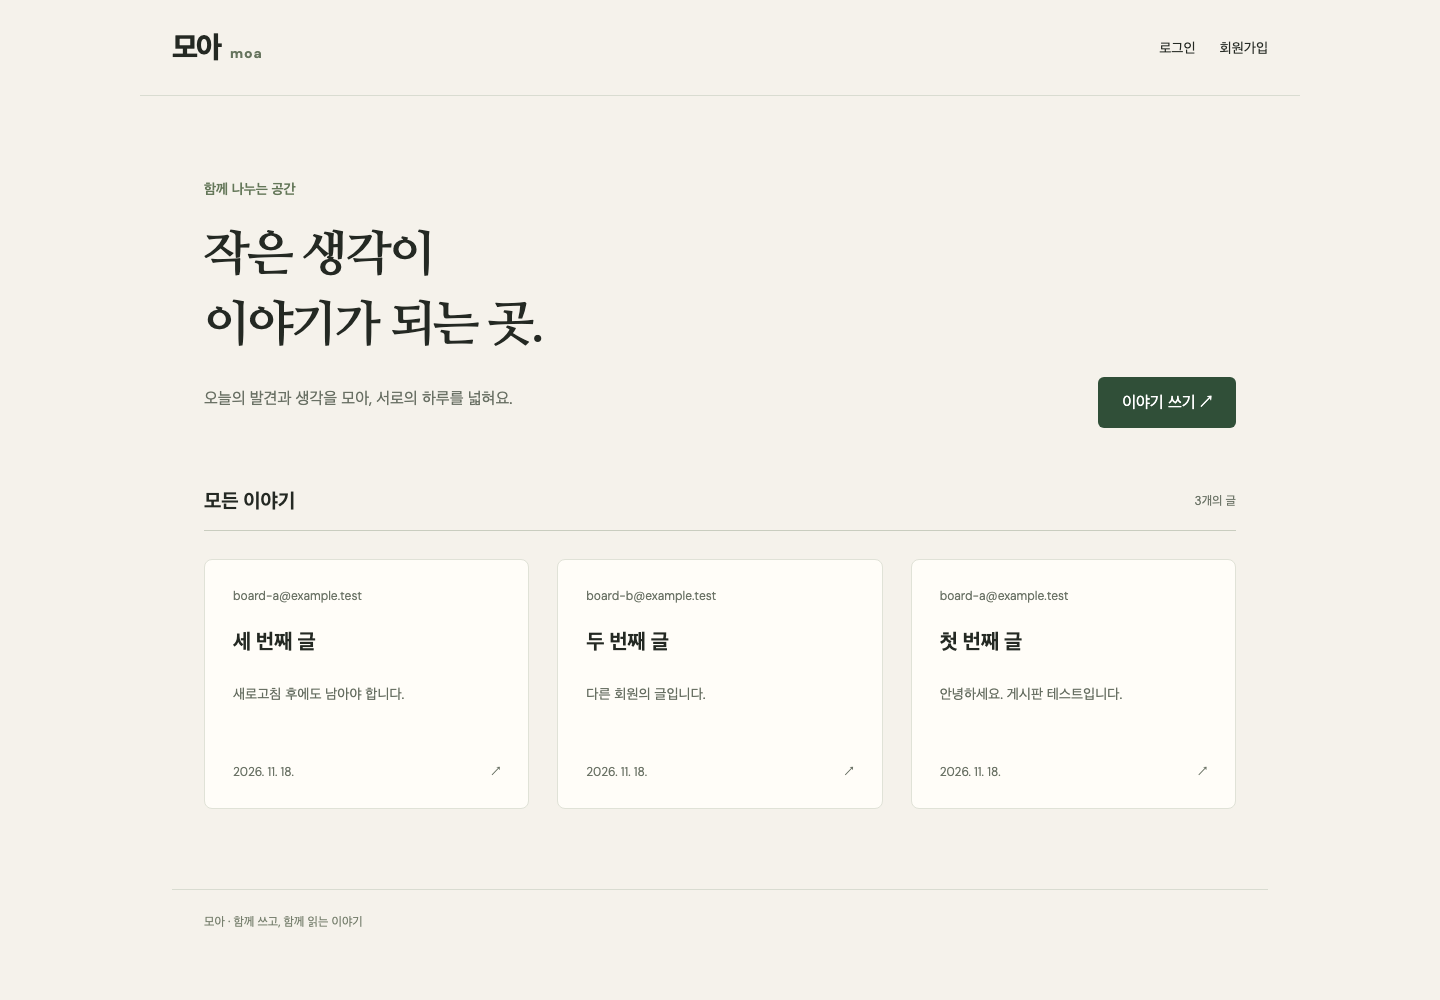 모아 moa
로그인 회원가입
함께 나누는 공간
작은 생각이
이야기가 되는 곳.
오늘의 발견과 생각을 모아, 서로의 하루를 넓혀요.
이야기 쓰기 ↗
모든 이야기
3개의 글
board-a@example.test
세 번째 글
새로고침 후에도 남아야 합니다.
2026. 11. 18. ↗
board-b@example.test
두 번째 글
다른 회원의 글입니다.
2026. 11. 18. ↗
board-a@example.test
첫 번째 글
안녕하세요. 게시판 테스트입니다.
2026. 11. 18. ↗
모아 · 함께 쓰고, 함께 읽는 이야기